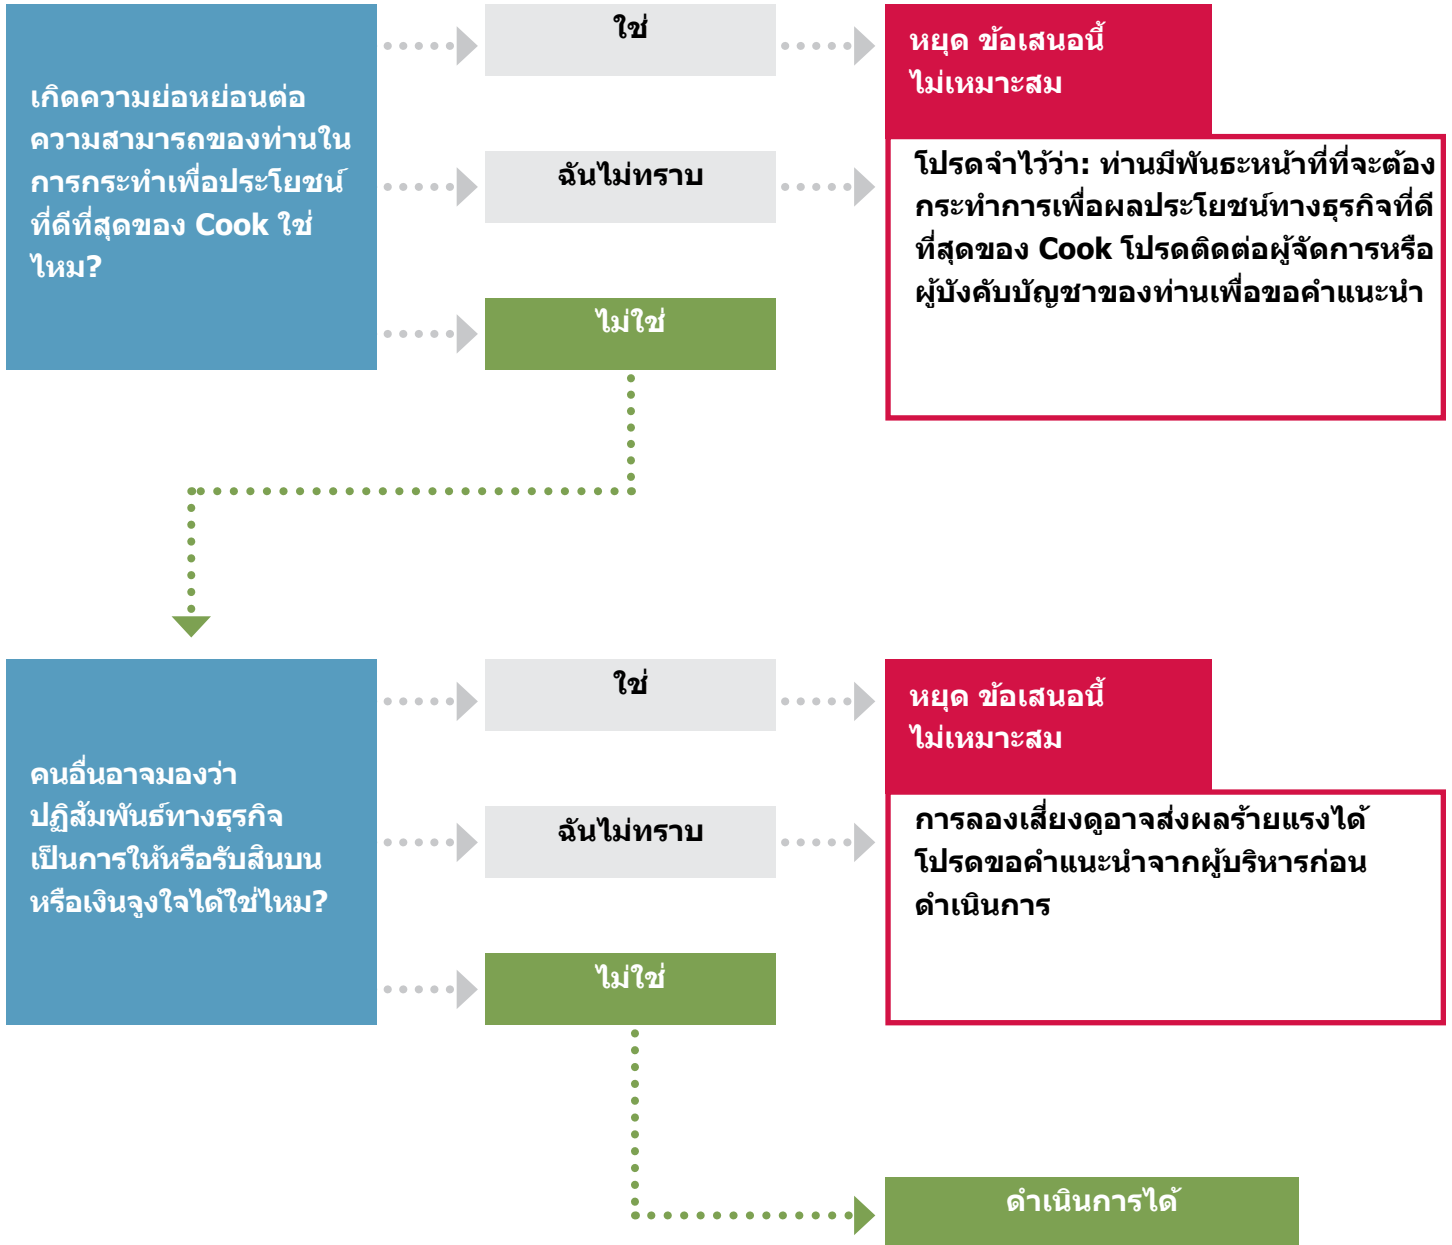 เกิดความย่อหย่อนต่อ
ความสามารถของท่านใน
การกระทำเพื่อประโยชน์
ที่ดีที่สุดของ Cook ใช่
ไหม?
ใช่
ฉันไม่ทราบ
ไม่ใช่
หยุด ข้อเสนอนี้
ไม่เหมาะสม
โปรดจำไว้ว่า: ท่านมีพันธะหน้าที่ที่จะต้อง
กระทำการเพื่อผลประโยชน์ทางธุรกิจที่ดี
ที่สุดของ Cook โปรดติดต่อผู้จัดการหรือ
ผู้บังคับบัญชาของท่านเพื่อขอคำแนะนำ
คนอื่นอาจมองว่า
ปฏิสัมพันธ์ทางธุรกิจ
เป็นการให้หรือรับสินบน
หรือเงินจูงใจได้ใช่ไหม?
ใช่
ฉันไม่ทราบ
ไม่ใช่
หยุด ข้อเสนอนี้
ไม่เหมาะสม
การลองเสี่ยงดูอาจส่งผลร้ายแรงได้
โปรดขอคำแนะนำจากผู้บริหารก่อน
ดำเนินการ
ดำเนินการได้